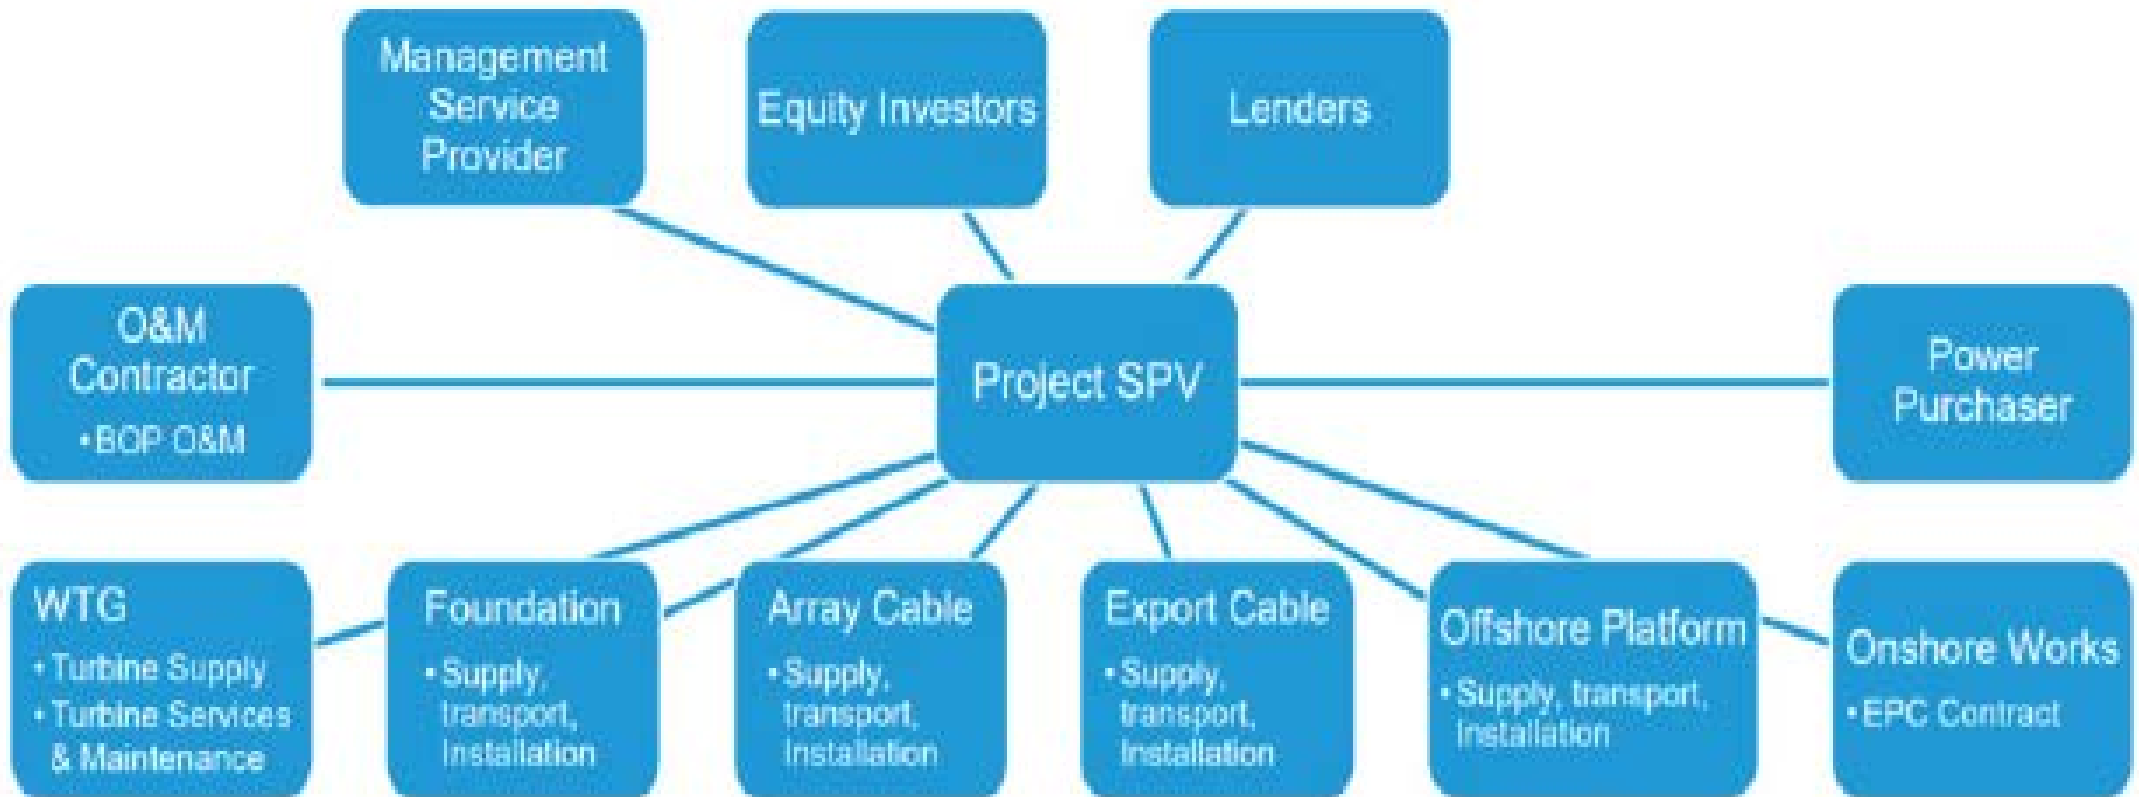 Management
Service
Provider
Equity Investors
Lenders
O&M
Contractor
•BOP O&M
Project SPV
Power
Purchaser
WTG
• Turbine Supply
• Turbine Services
& Maintenance
Foundation
• Supply,
transport,
Installation
Array Cable
• Supply,
transport,
Installation
Export Cable
• Supply,
transport,
Installation
Offshore Platform
• Supply, transport,
Installation
Onshore Works
• EPC Contract